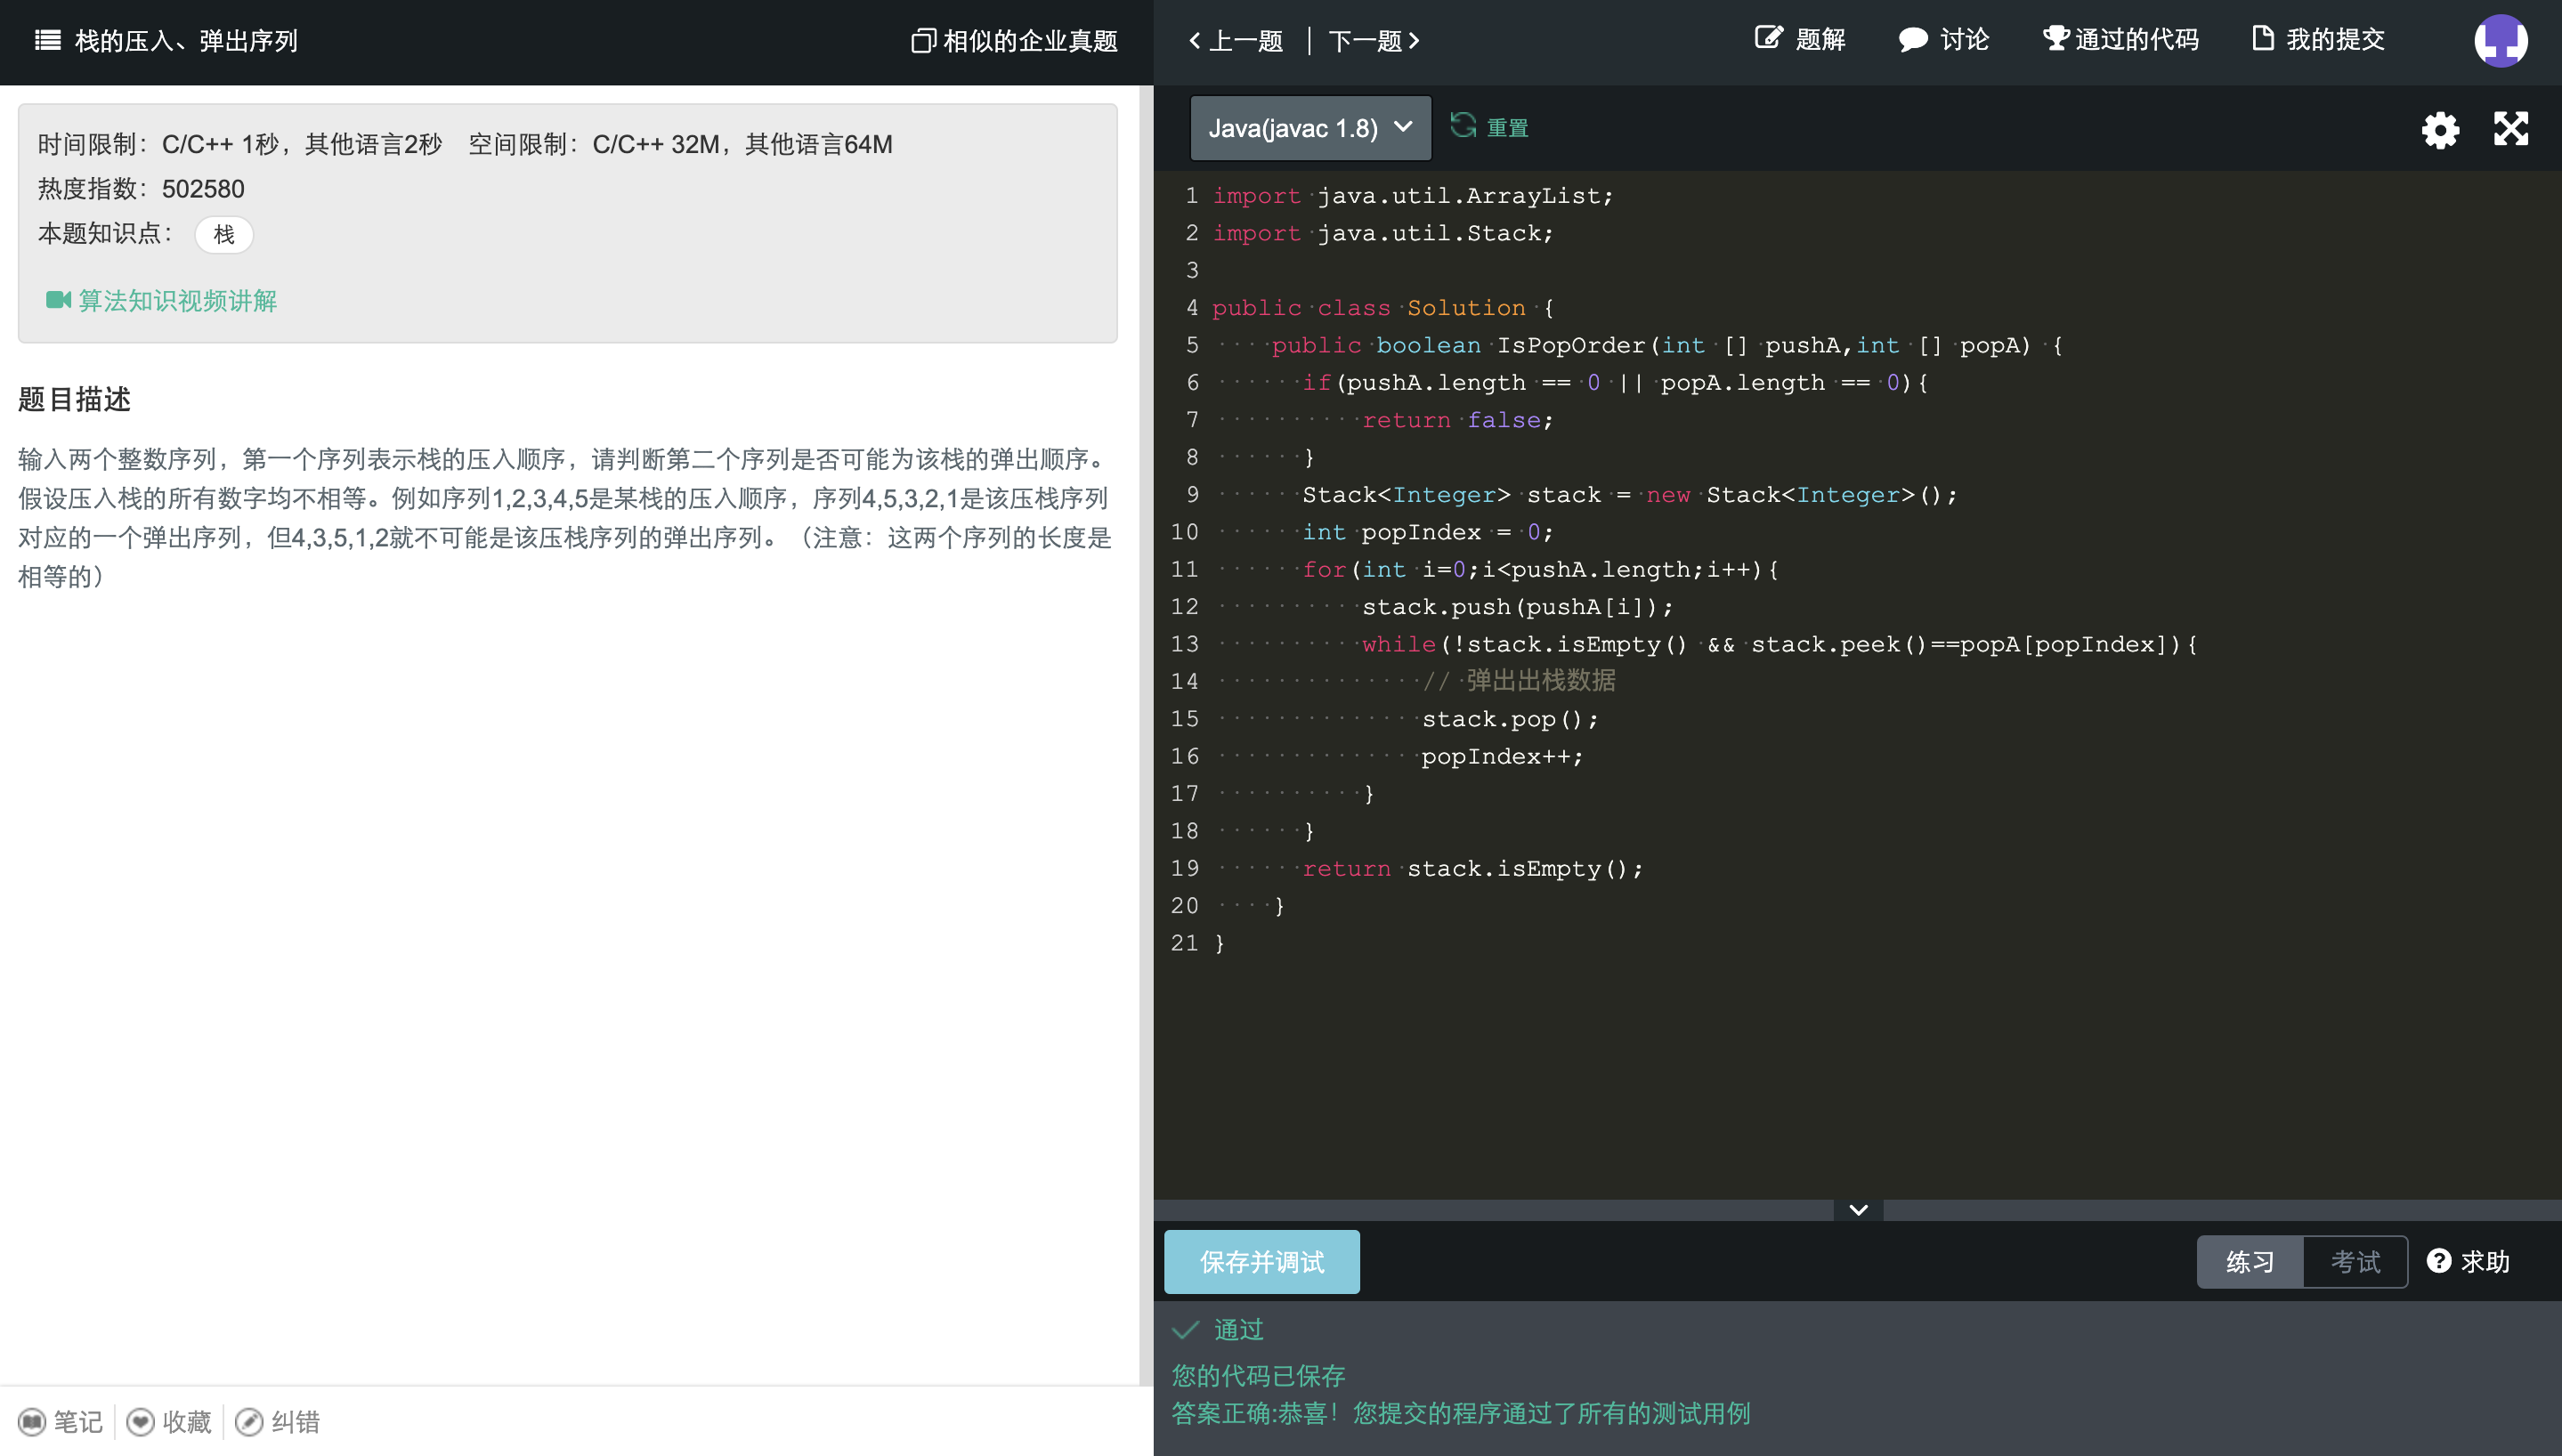 栈的压入、弹出序列
相似的企业真题
时间限制：C/C++ 1秒，其他语言2秒 空间限制：C/C++ 32M，其他语言64M
热度指数：502580
本题知识点： 栈
算法知识视频讲解
题目描述
输入两个整数序列，第一个序列表示栈的压入顺序，请判断第二个序列是否可能为该栈的弹出顺序。
假设压入栈的所有数字均不相等。例如序列1,2,3,4,5是某栈的压入顺序，序列4,5,3,2,1是该压栈序列
对应的一个弹出序列，但4,3,5,1,2就不可能是该压栈序列的弹出序列。（注意：这两个序列的长度是
相等的）
笔记 收藏 纠错
上一题 下一题 题解 讨论 通过的代码 我的提交
Java(javac 1.8) 重置
1 import java.util.ArrayList;
2 import java.util.Stack;
3
4 public class Solution {
5     public boolean IsPopOrder(int [] pushA,int [] popA) {
6       if(pushA.length == 0 || popA.length == 0){
7           return false;
8       }
9       Stack<Integer> stack = new Stack<Integer>();
10       int popIndex = 0;
11       for(int i=0;i<pushA.length;i++){
12           stack.push(pushA[i]);
13           while(!stack.isEmpty() && stack.peek()==popA[popIndex]){
14               // 弹出出栈数据
15               stack.pop();
16               popIndex++;
17           }
18       }
19       return stack.isEmpty();
20     }
21 }
保存并调试 练习 考试 求助
通过
您的代码已保存
答案正确:恭喜！您提交的程序通过了所有的测试用例